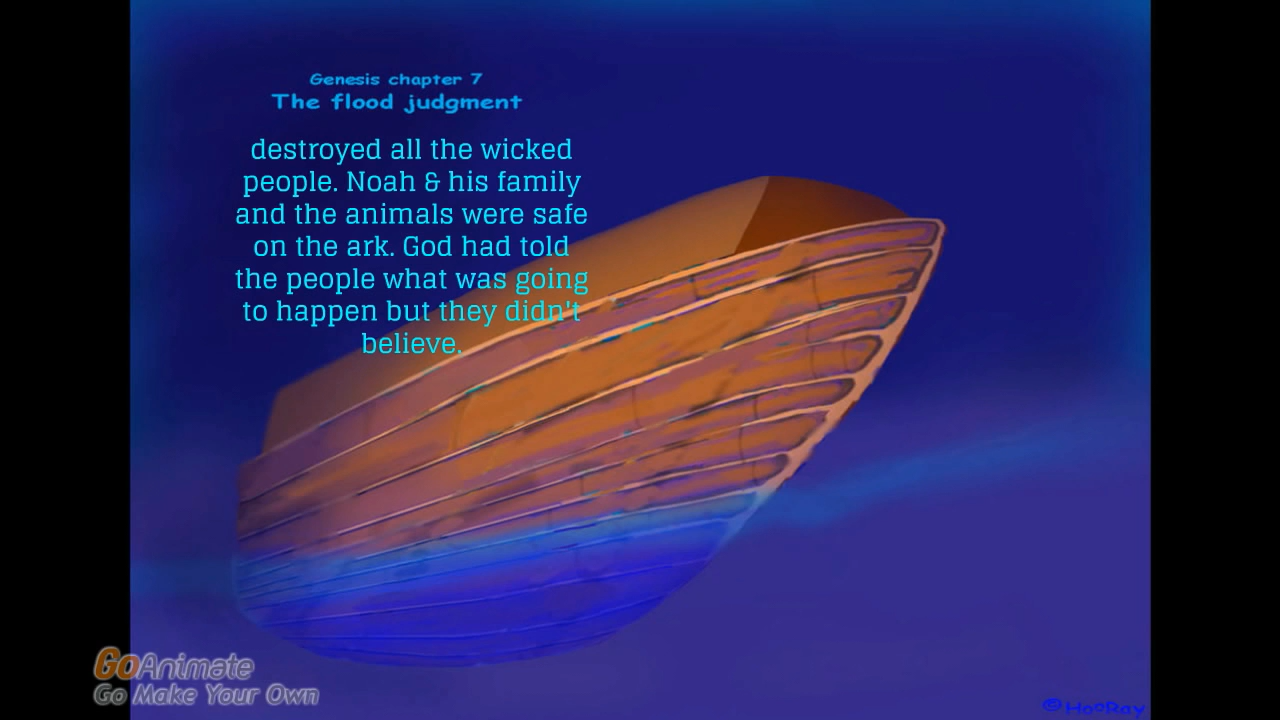 Genesis chapter 7
The flood judgment
destroyed all the wicked
people. Noah & his family
and the animals were safe
on the ark. God had told
the people what was going
to happen but they didn't
believe.
GoAnimate
Go Make Your Own
© HooRay